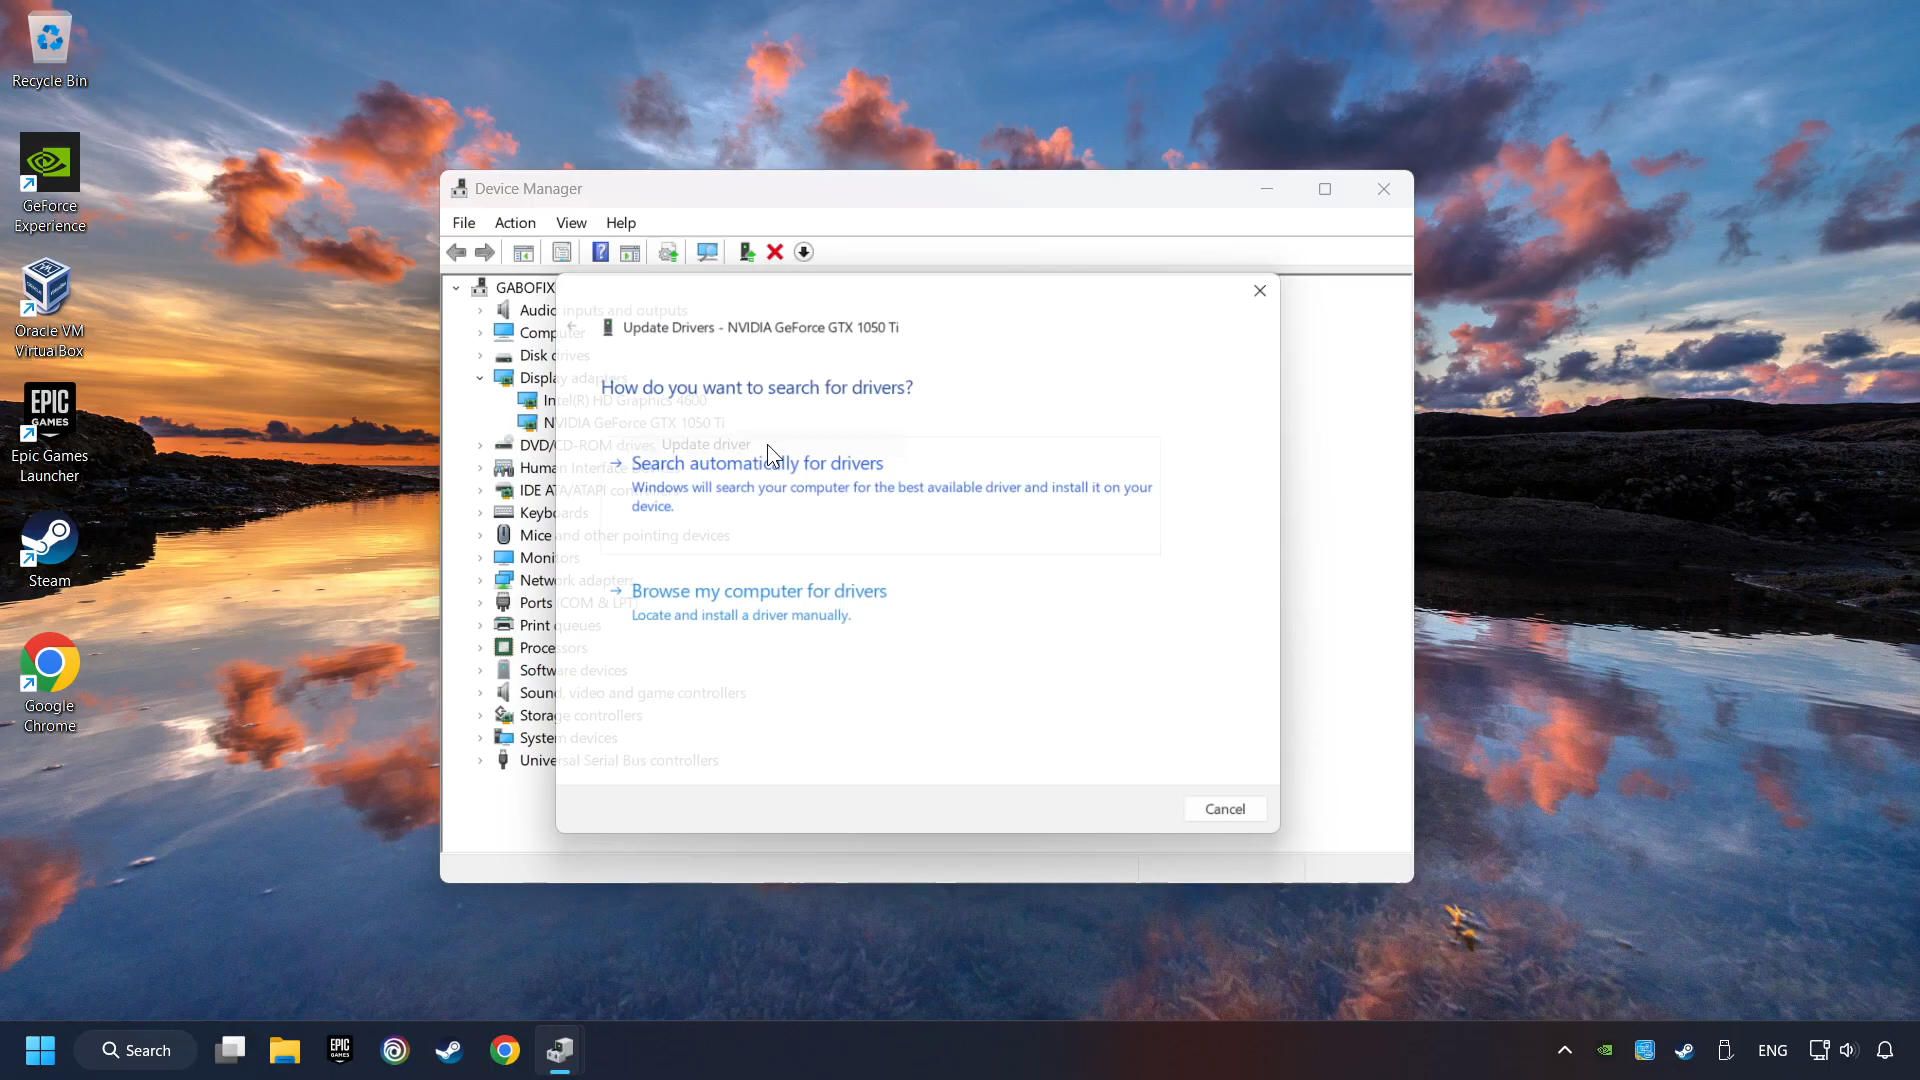 Recycle Bin
GeForce
Experience
Oracle VM
VirtualBox
EPIC
GAMES
Epic Games
Launcher
Steam
Google
Chrome
Device Manager
File Action View Help
GABOFIX
Audio inputs and outputs
Computer
Disk drives
Display adapters
Intel(R) HD Graphics 4600
NVIDIA GeForce GTX 1050 Ti
DVD/CD-ROM drives
Human Interface Devices
IDE ATA/ATAPI controllers
Keyboards
Mice and other pointing devices
Monitors
Network adapters
Ports (COM & LPT)
Print queues
Processors
Software devices
Sound, video and game controllers
Storage controllers
System devices
Universal Serial Bus controllers
Update driver
Update Drivers - NVIDIA GeForce GTX 1050 Ti
How do you want to search for drivers?
Search automatically for drivers
Windows will search your computer for the best available driver and install it on your
device.
Browse my computer for drivers
Locate and install a driver manually.
Cancel
Search
EPIC
GAMES
ENG